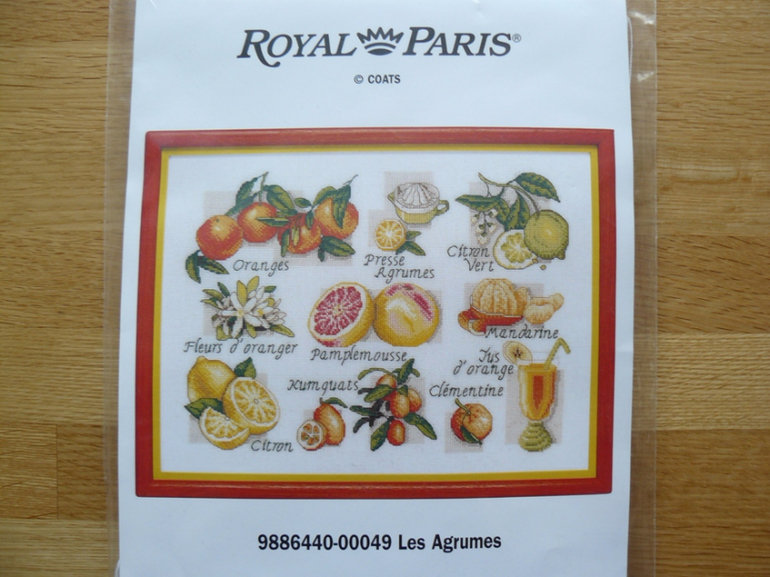 ROYAL PARIS®
© COATS
Oranges
Presse
Agrumes
Citron
Vert
Fleurs d'oranger
Pamplemousse
Mandarine
Jus
d'orange
Kumquats
Clémentine
Citron
9886440-00049 Les Agrumes